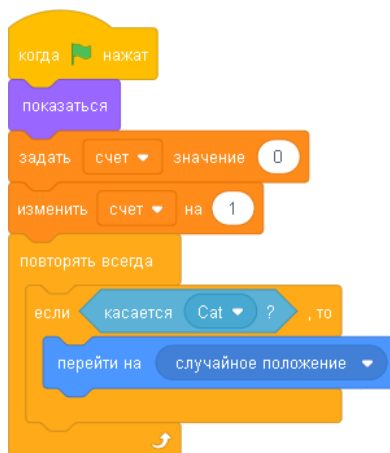 когда нажат
показаться
задать счет значение 0
изменить счет на 1
повторять всегда
если касается Cat ? , то
перейти на случайное положение